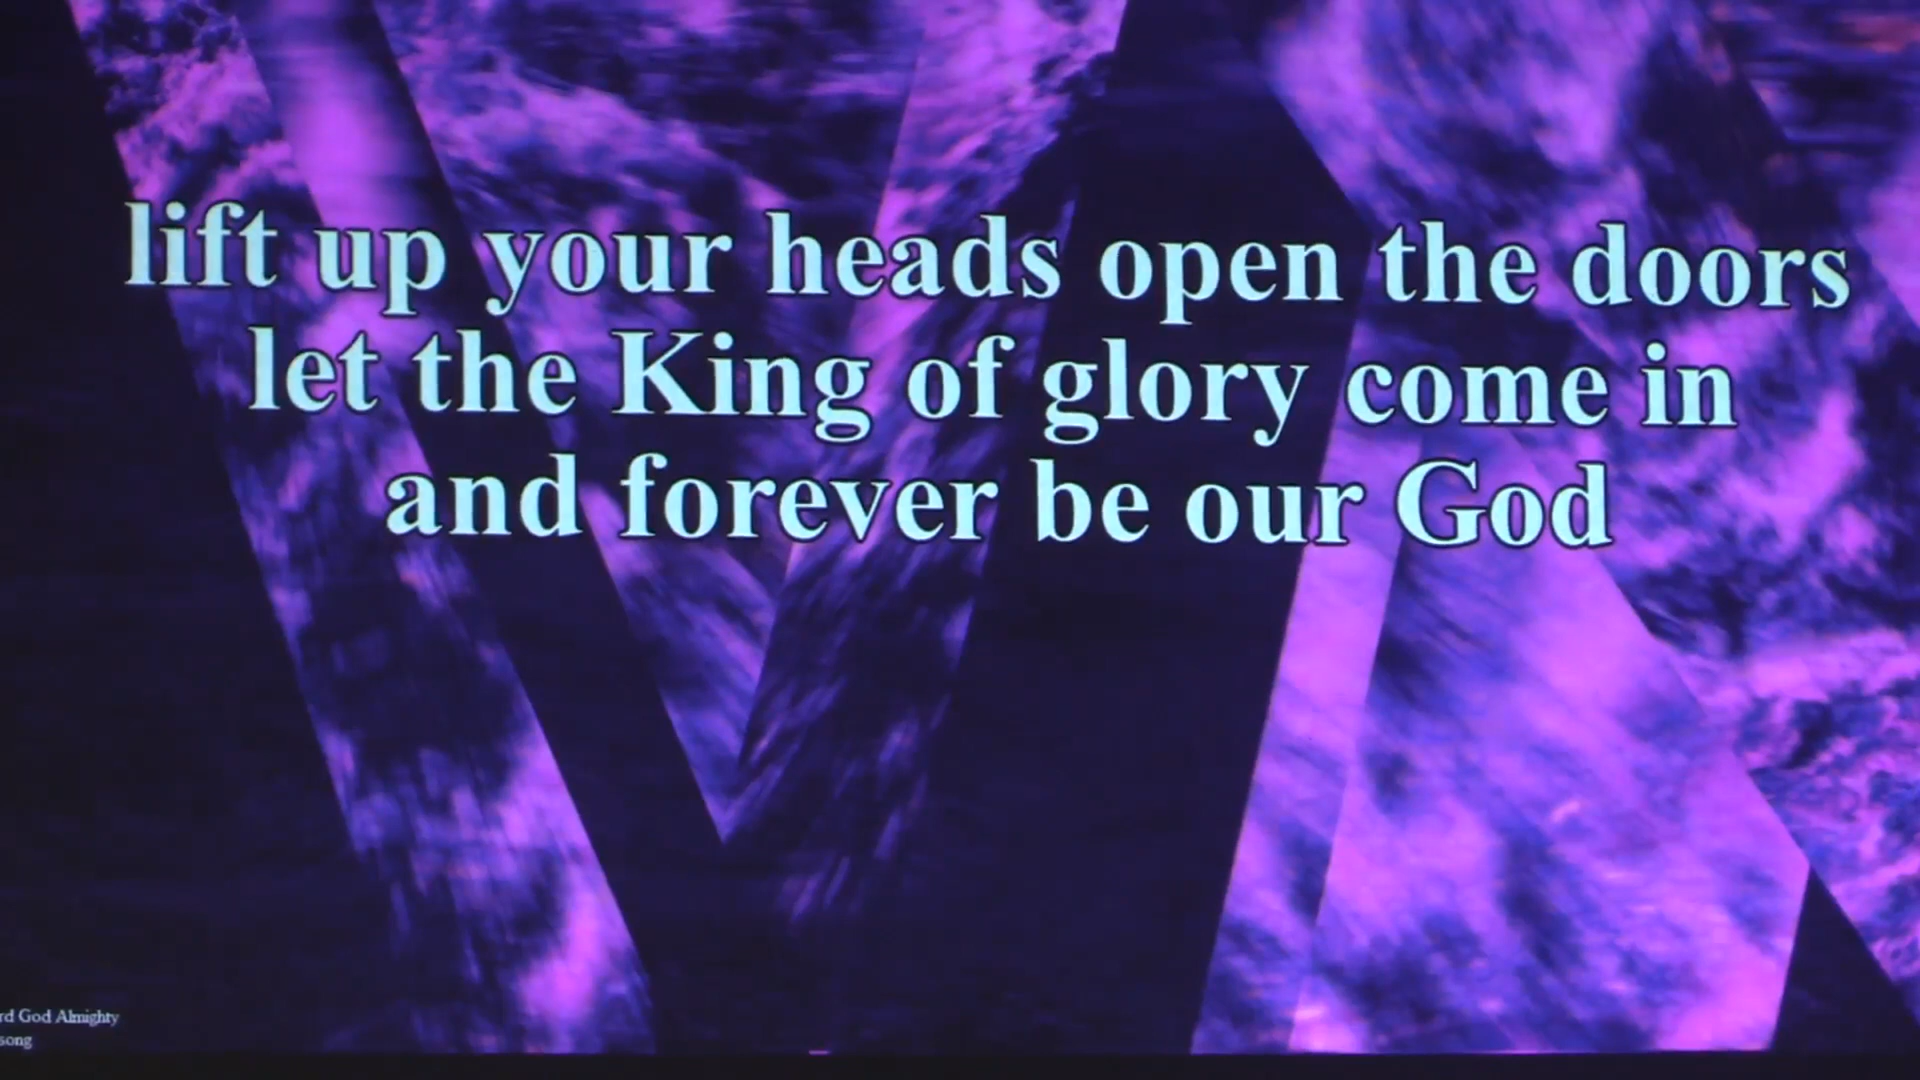 lift up your heads open the doors
let the King of glory come in
and forever be our God
God Almighty